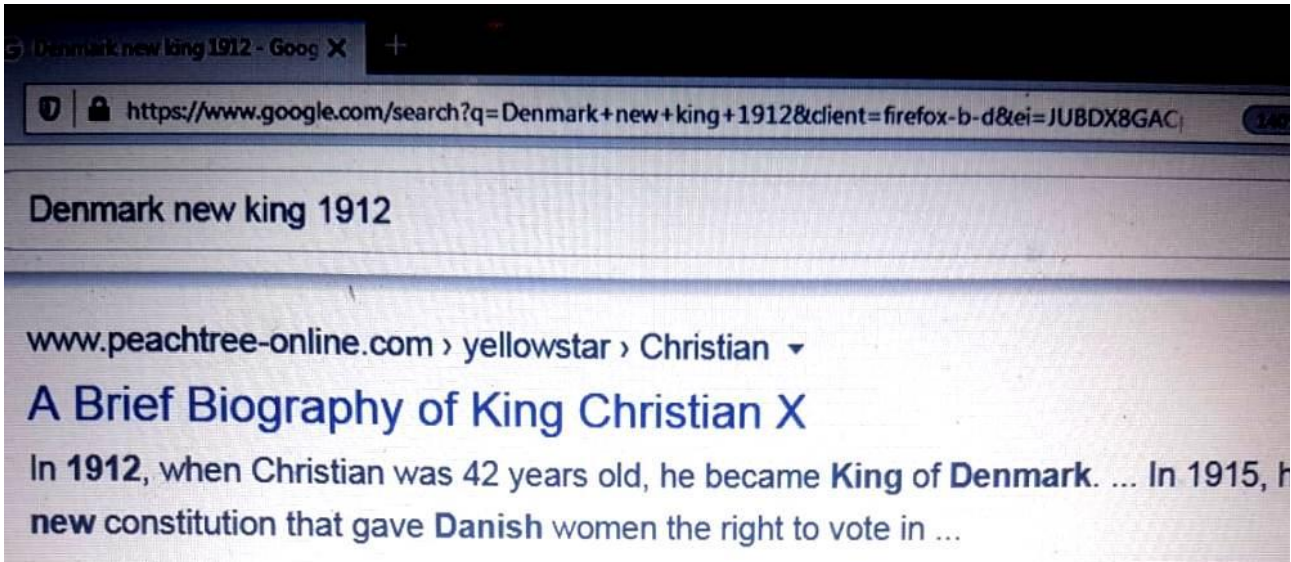 Denmark new king 1912 - Goog
https://www.google.com/search?q=Denmark+new+king+1912&client=firefox-b-d&ei=JUBDX8GAC
Denmark new king 1912
www.peachtree-online.com › yellowstar › Christian
A Brief Biography of King Christian X
In 1912, when Christian was 42 years old, he became King of Denmark. ... In 1915, h
new constitution that gave Danish women the right to vote in ...